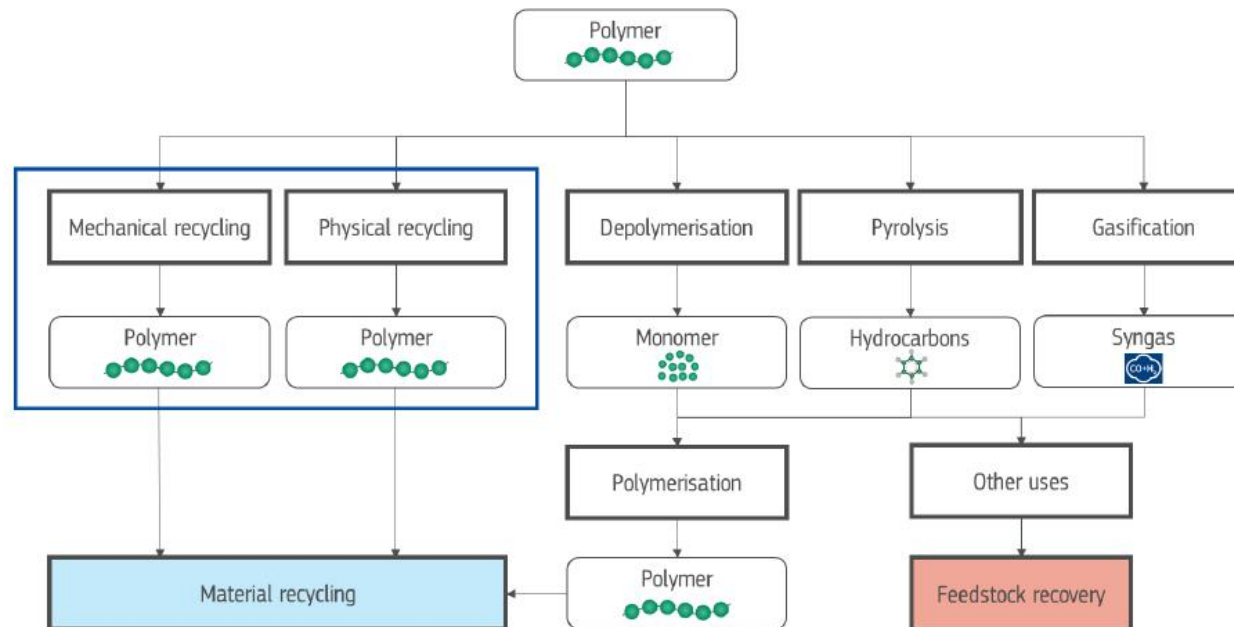 Polymer
Mechanical recycling
Physical recycling
Depolymerisation
Pyrolysis
Gasification
Polymer
Polymer
Monomer
Hydrocarbons
Syngas
CO+H₂
Polymerisation
Other uses
Material recycling
Polymer
Feedstock recovery